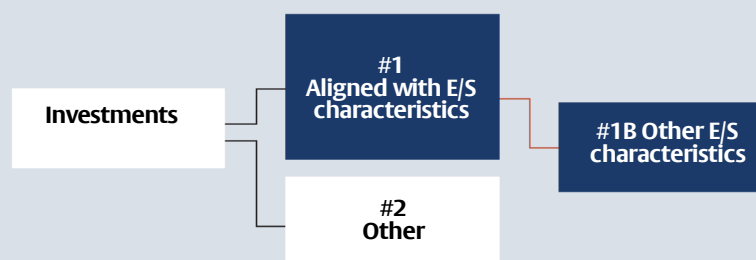 Investments
#1
Aligned with E/S
characteristics
#1B Other E/S
characteristics
#2
Other